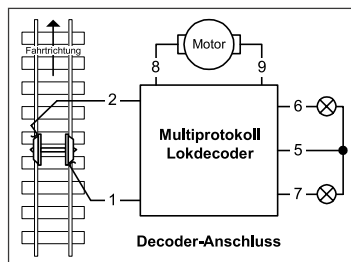 Fahrtrichtung
Motor
8
9
2
6
Multiprotokoll
Lokdecoder
5
1
7
Decoder-Anschluss